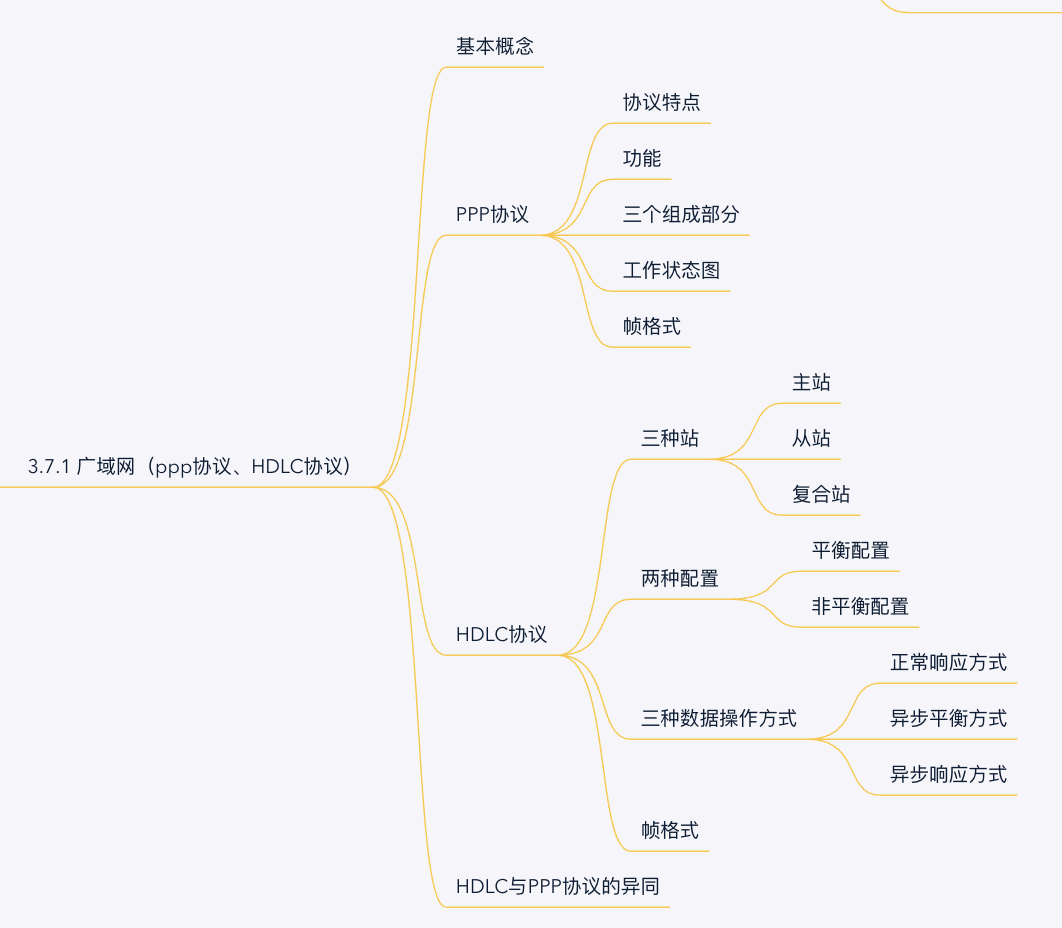 基本概念
协议特点
功能
PPP协议
三个组成部分
工作状态图
帧格式
主站
三种站
从站
3.7.1 广域网（ppp协议、HDLC协议）
复合站
平衡配置
两种配置
非平衡配置
HDLC协议
正常响应方式
三种数据操作方式
异步平衡方式
异步响应方式
帧格式
HDLC与PPP协议的异同